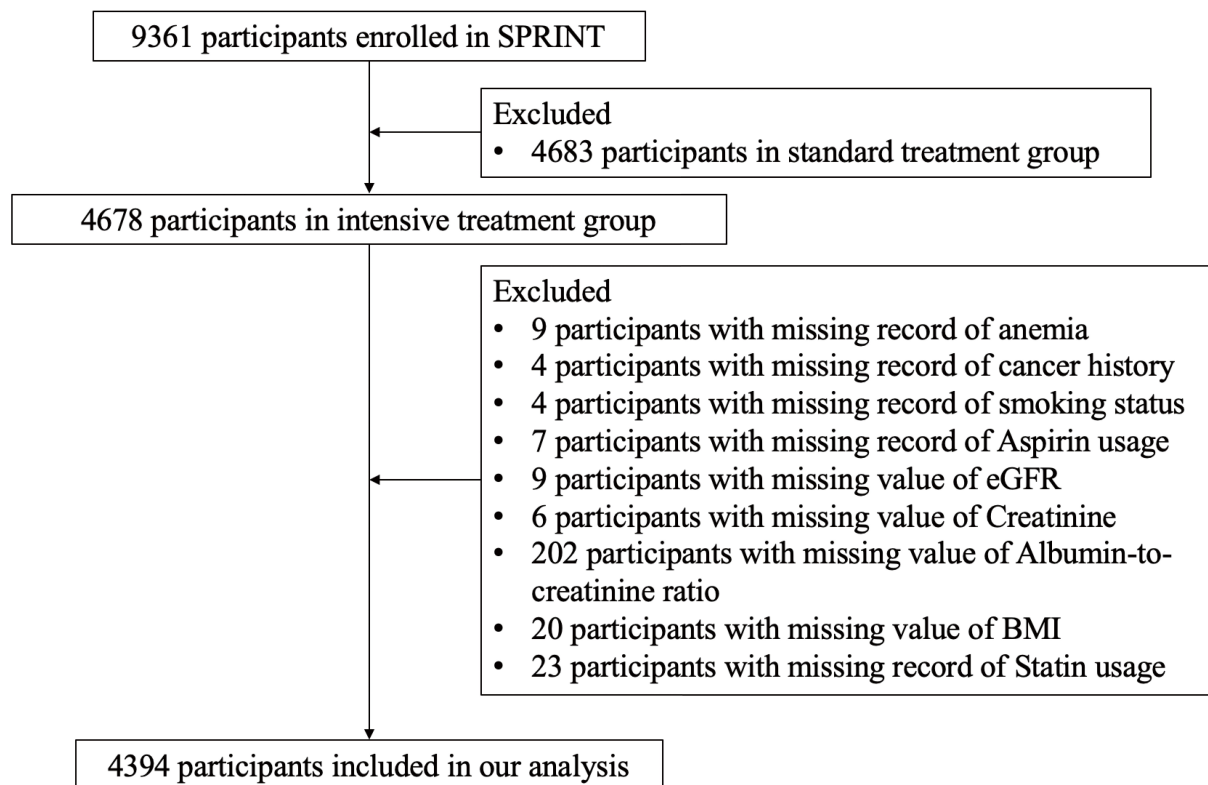 9361 participants enrolled in SPRINT
Excluded
• 4683 participants in standard treatment group
4678 participants in intensive treatment group
Excluded
• 9 participants with missing record of anemia
• 4 participants with missing record of cancer history
• 4 participants with missing record of smoking status
• 7 participants with missing record of Aspirin usage
• 9 participants with missing value of eGFR
• 6 participants with missing value of Creatinine
• 202 participants with missing value of Albumin-to-
creatinine ratio
• 20 participants with missing value of BMI
• 23 participants with missing record of Statin usage
4394 participants included in our analysis